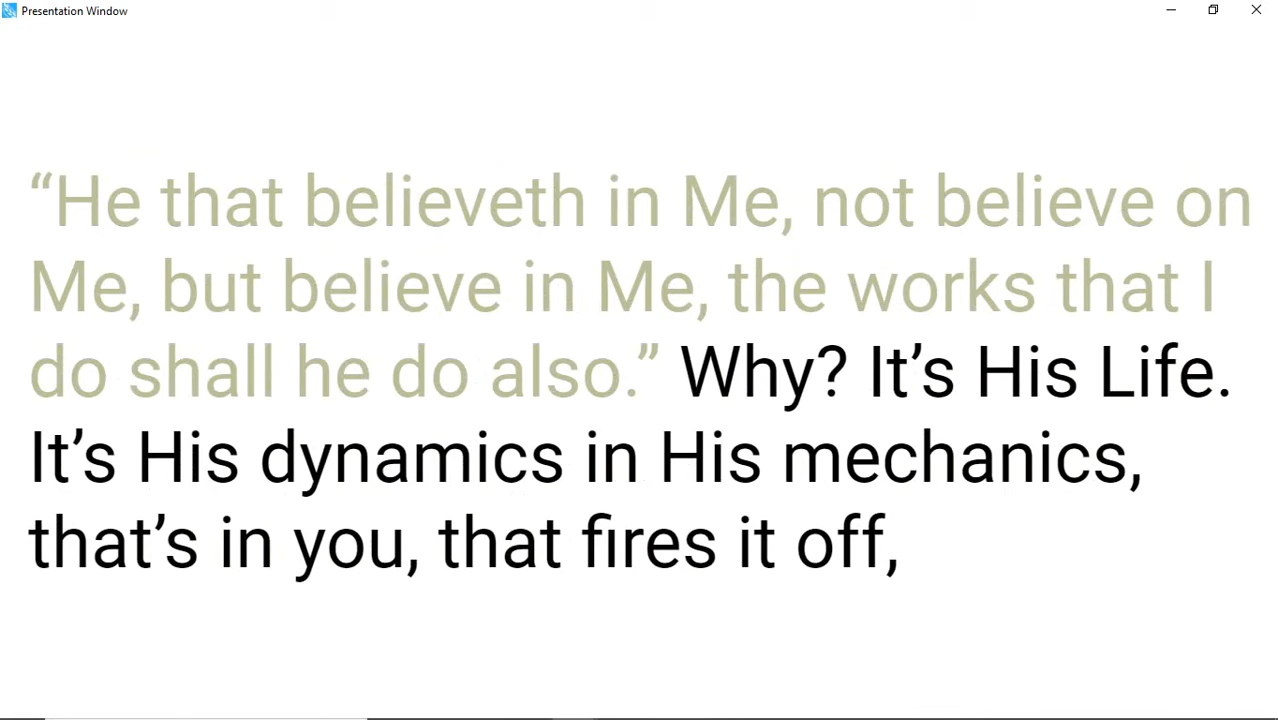 Presentation Window
“He that believeth in Me, not believe on
Me, but believe in Me, the works that I
do shall he do also.” Why? It’s His Life.
It’s His dynamics in His mechanics,
that’s in you, that fires it off,